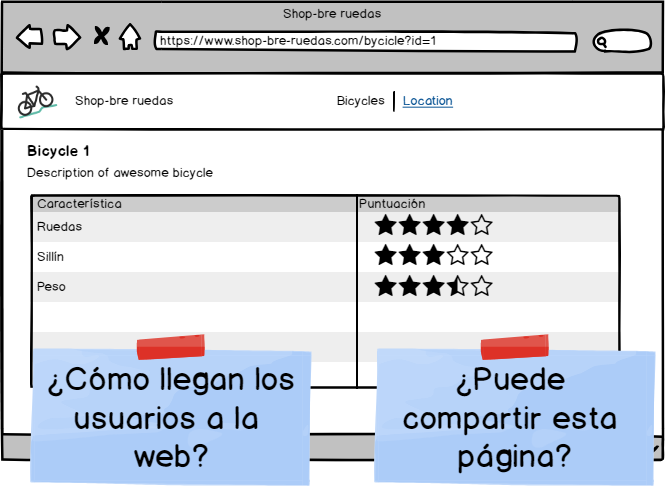 Shop-bre ruedas
https://www.shop-bre-ruedas.com/bycicle?id=1
Shop-bre ruedas
Bicycles
Location
Bicycle 1
Description of awesome bicycle
Característica
Puntuación
Ruedas
Sillín
Peso
¿Cómo llegan los
usuarios a la
web?
¿Puede
compartir esta
página?